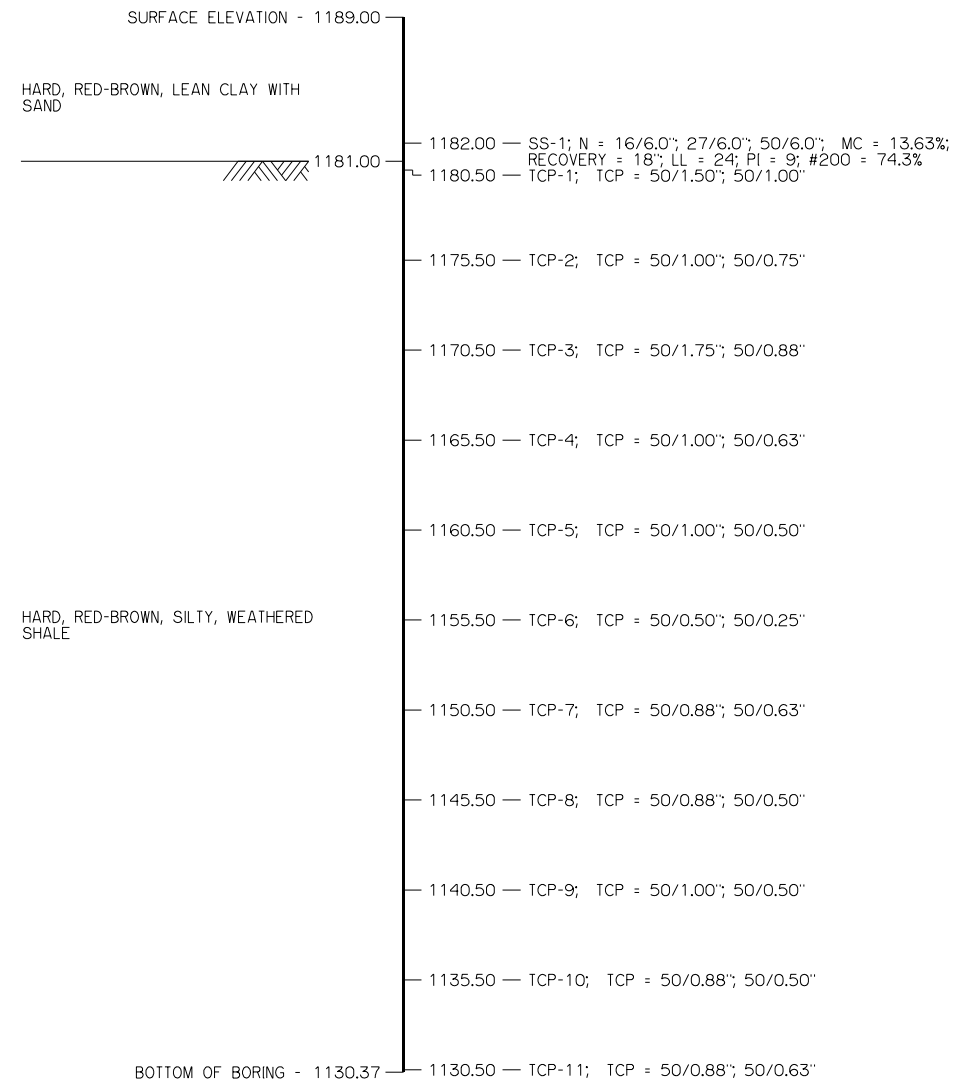 SURFACE ELEVATION - 1189.00
HARD, RED-BROWN, LEAN CLAY WITH
SAND
1182.00 — SS-1; N = 16/6.0"; 27/6.0"; 50/6.0"; MC = 13.63%;
RECOVERY = 18"; LL = 24; PI = 9; #200 = 74.3%
1181.00
1180.50 — TCP-1; TCP = 50/1.50"; 50/1.00"
1175.50 — TCP-2; TCP = 50/1.00"; 50/0.75"
1170.50 — TCP-3; TCP = 50/1.75"; 50/0.88"
1165.50 — TCP-4; TCP = 50/1.00"; 50/0.63"
1160.50 — TCP-5; TCP = 50/1.00"; 50/0.50"
HARD, RED-BROWN, SILTY, WEATHERED
SHALE
1155.50 — TCP-6; TCP = 50/0.50"; 50/0.25"
1150.50 — TCP-7; TCP = 50/0.88"; 50/0.63"
1145.50 — TCP-8; TCP = 50/0.88"; 50/0.50"
1140.50 — TCP-9; TCP = 50/1.00"; 50/0.50"
1135.50 — TCP-10; TCP = 50/0.88"; 50/0.50"
1130.50 — TCP-11; TCP = 50/0.88"; 50/0.63"
BOTTOM OF BORING - 1130.37